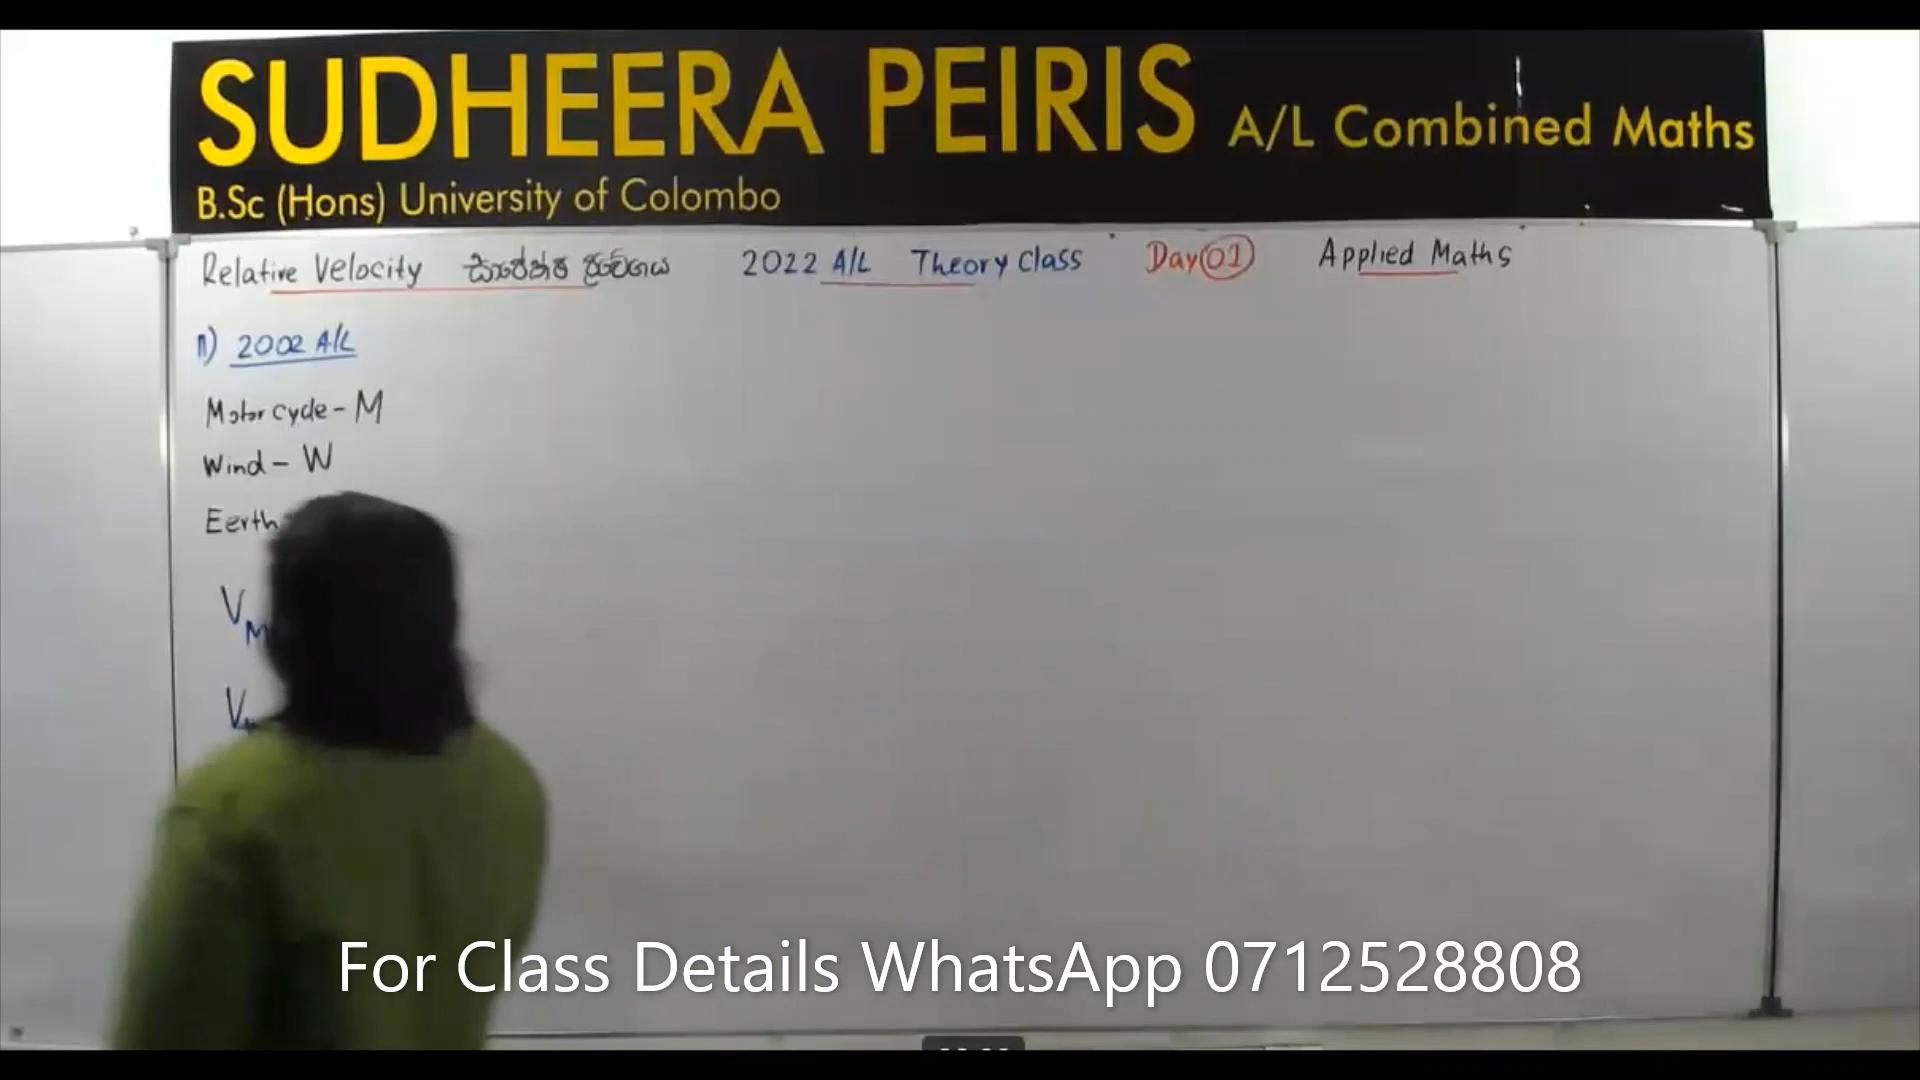 SUDHEERA PEIRIS A/L Combined Maths
B.Sc (Hons) University of Colombo
Relative Velocity සාපේක්ෂ ප්‍රවේගය 2022 A/L Theory Class Day 01 Applied Maths
11) 2002 A/L
Motor cycle - M
Wind - W
Eerth
V M
V
For Class Details WhatsApp 0712528808